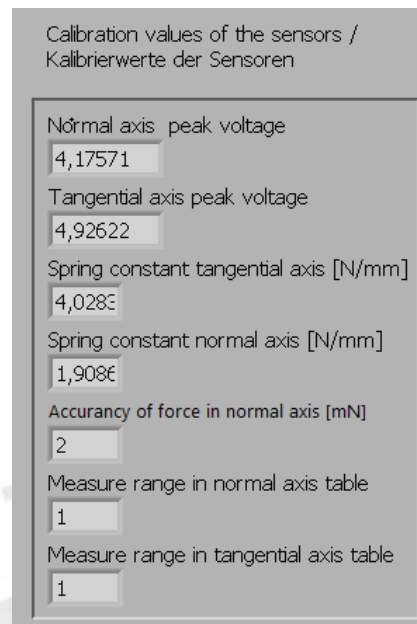 Calibration values of the sensors /
Kalibrierwerte der Sensoren
Normal axis peak voltage
4,17571
Tangential axis peak voltage
4,92622
Spring constant tangential axis [N/mm]
4,0283
Spring constant normal axis [N/mm]
1,9086
Accurancy of force in normal axis [mN]
2
Measure range in normal axis table
1
Measure range in tangential axis table
1